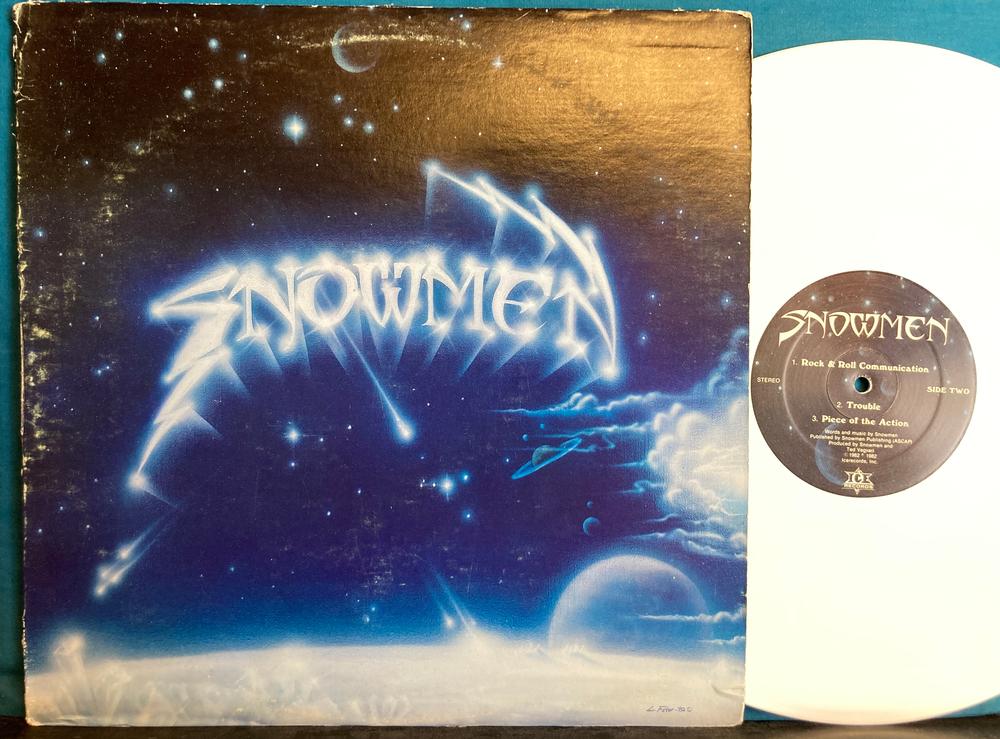 SNOWMEN
SNOWMEN
1. Rock & Roll Communication
STEREO
SIDE TWO
2. Trouble
3. Piece of the Action
Words and music by Snowmen
Published by Snowmen Publishing (ASCAP)
Produced by Snowmen and
Ted
© 1982 ℗ 1982
Icerecords, Inc.
ICE
RECORDS